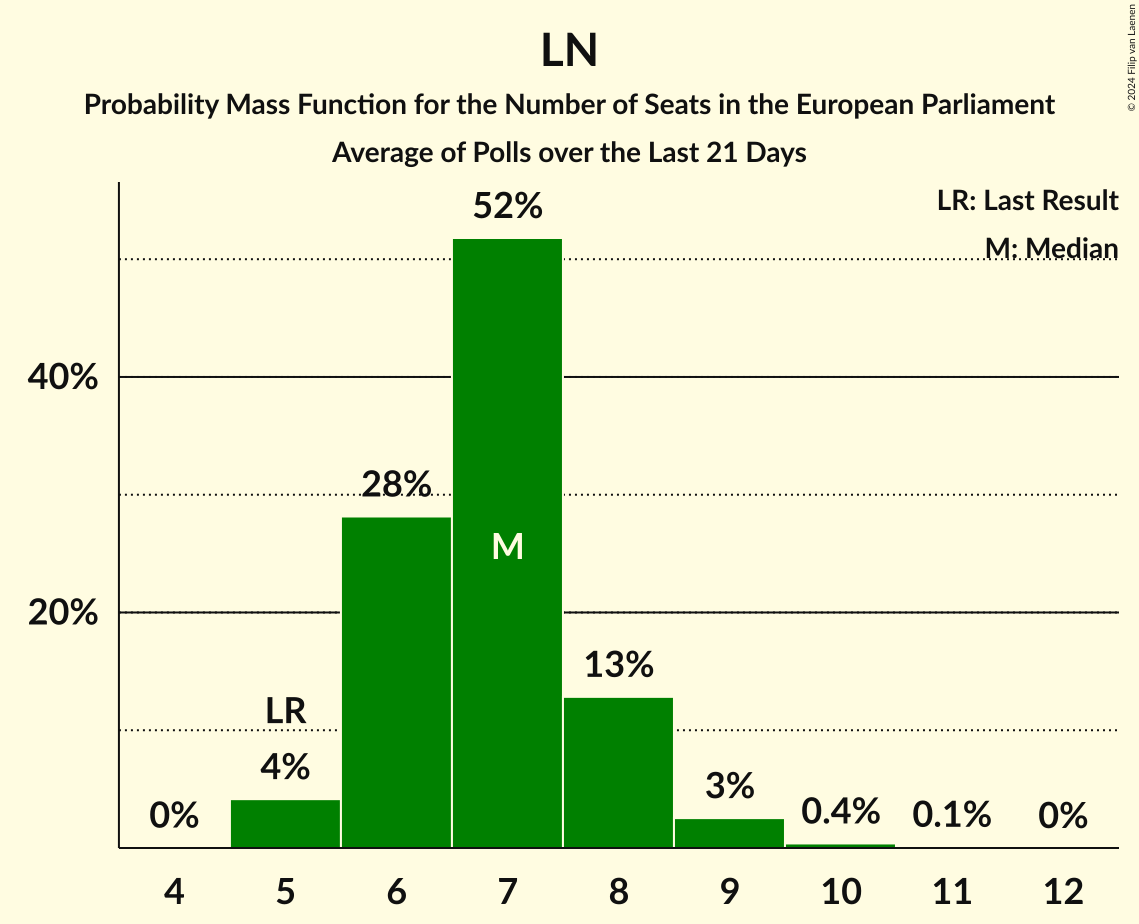 LN
Probability Mass Function for the Number of Seats in the European Parliament
Average of Polls over the Last 21 Days
© 2024 Filip van Laenen
LR: Last Result
M: Median
52%
40%
28%
M
20%
13%
LR
4%
3%
0%
0.4%
0.1%
0%
4 5 6 7 8 9 10 11 12